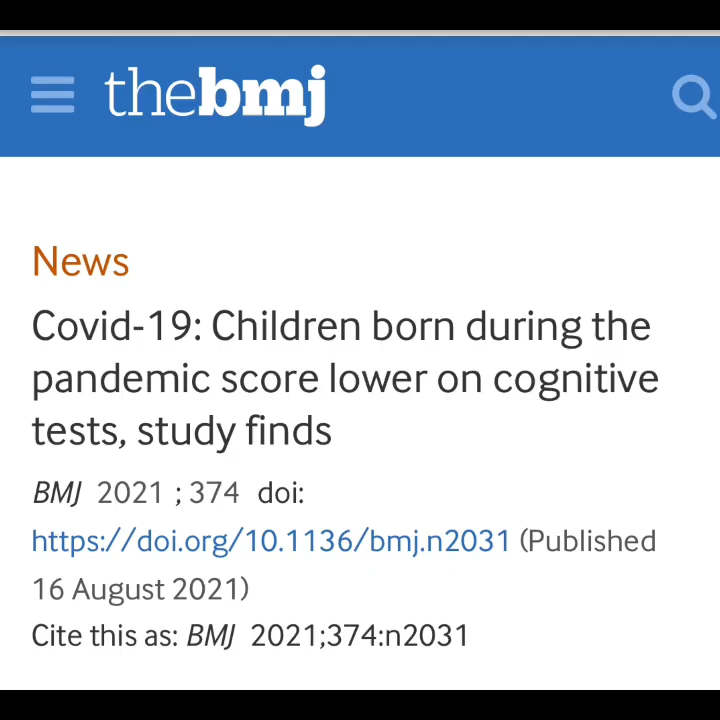 thebmj
News
Covid-19: Children born during the
pandemic score lower on cognitive
tests, study finds
BMJ 2021 ; 374 doi:
https://doi.org/10.1136/bmj.n2031 (Published
16 August 2021)
Cite this as: BMJ 2021;374:n2031